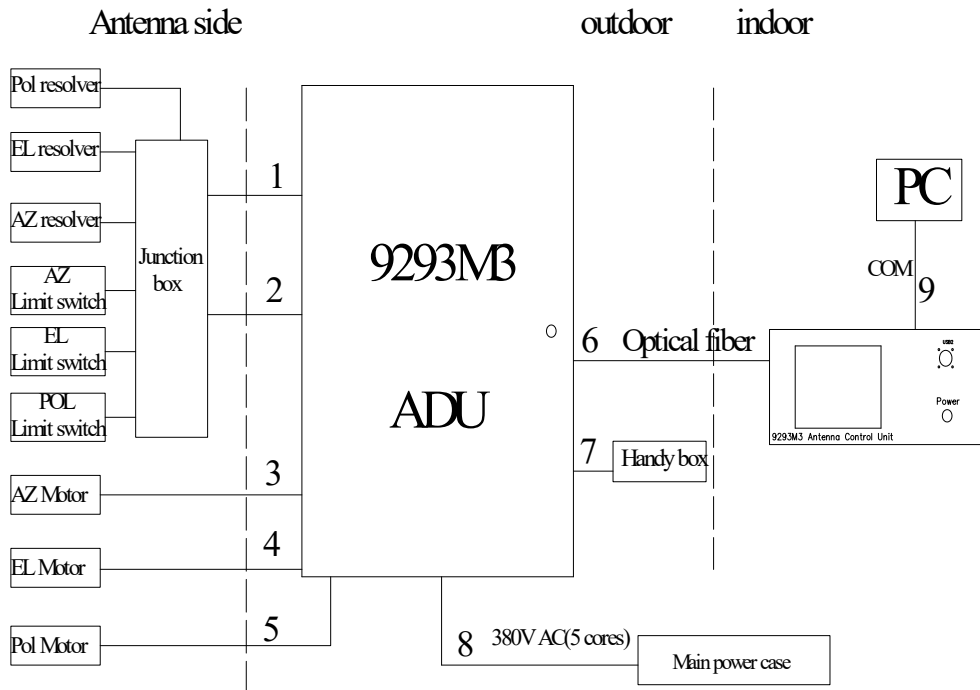 Antenna side
outdoor
indoor
Pol resolver
EL resolver
AZ resolver
AZ
Limit switch
EL
Limit switch
POL
Limit switch
AZ Motor
EL Motor
Pol Motor
Junction
box
1
2
3
4
5
9293M3
ADU
6
Optical fiber
7
Handy box
8
380V AC(5 cores)
Main power case
PC
COM
9
USB2
Power
9293M3 Antenna Control Unit